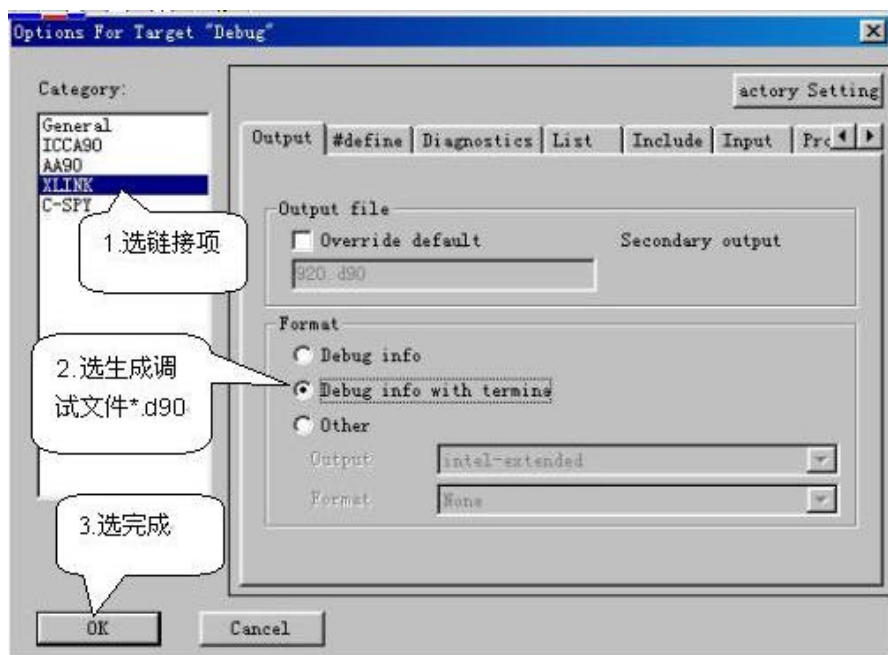 Options For Target "Debug"
Category:
actory Setting
General
ICCA90
AA90
XLINK
C-SPY
Output
#define
Diagnostics
List
Include
Input
Pro
1.选链接项
Output file
Override default
Secondary output
920.d90
Format
Debug info
2.选生成调
试文件*.d90
Debug info with termina
Other
Output
intel-extended
Format
None
3.选完成
OK
Cancel